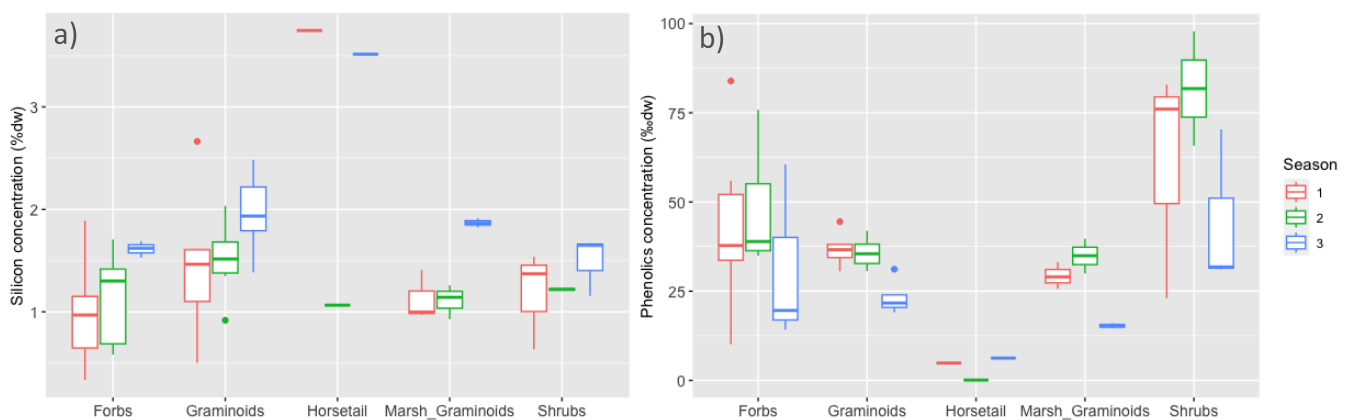 a)
Silicon concentration (%dw)
3
2
1
Forbs Graminoids Horsetail Marsh_Graminoids Shrubs
b)
Phenolics concentration (‰dw)
100
75
50
25
0
Forbs Graminoids Horsetail Marsh_Graminoids Shrubs
Season
1
2
3